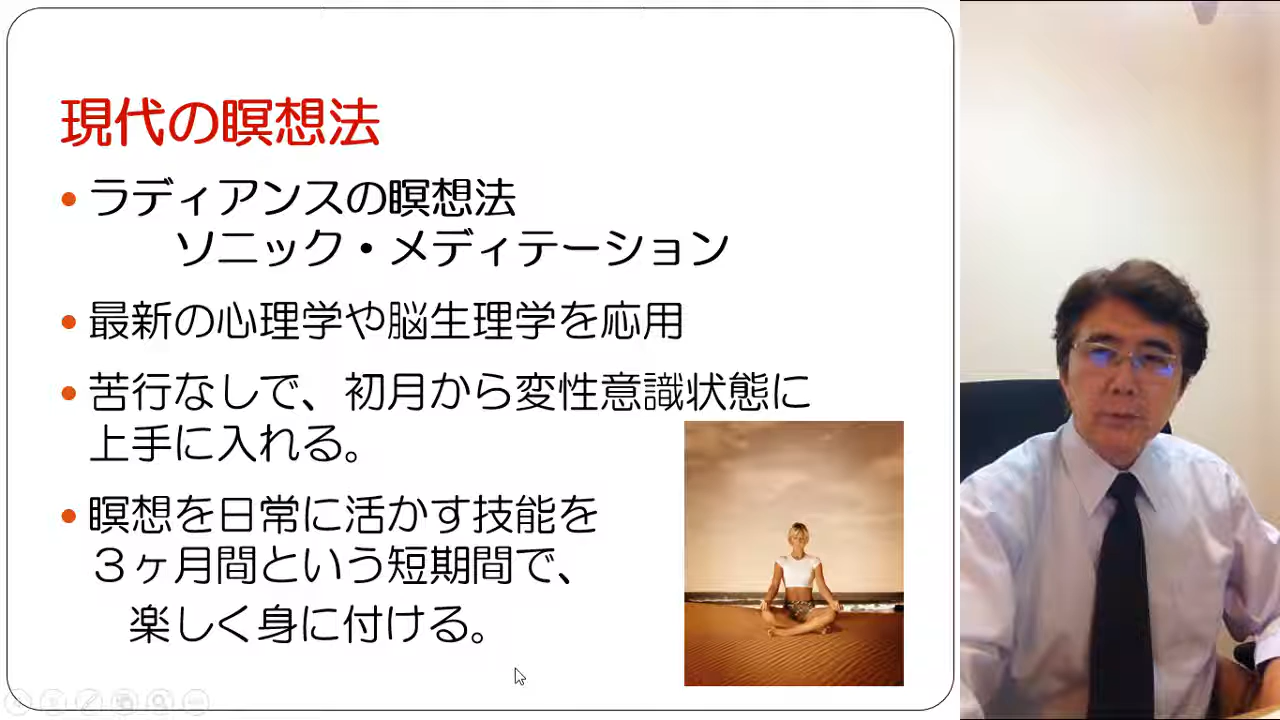 現代の瞑想法
• ラディアンスの瞑想法
ソニック・メディテーション
• 最新の心理学や脳生理学を応用
• 苦行なしで、初月から変性意識状態に
上手に入れる。
• 瞑想を日常に活かす技能を
３ヶ月間という短期間で、
楽しく身に付ける。